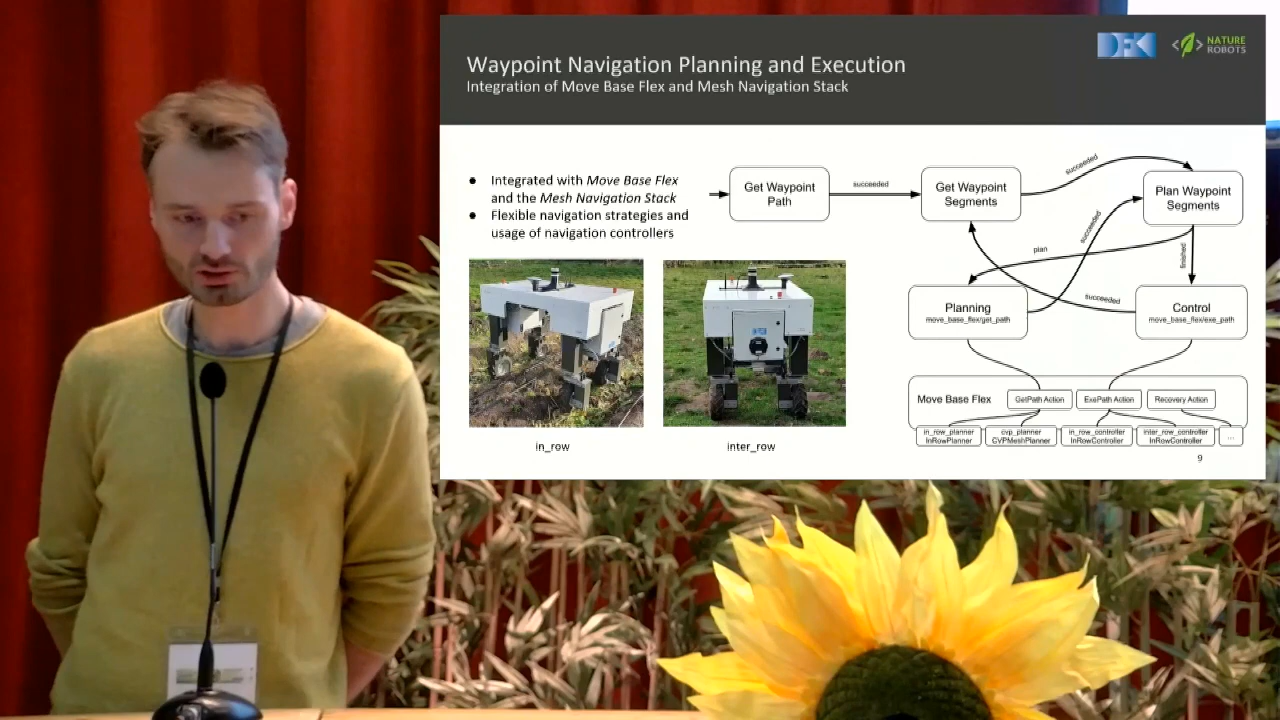 Waypoint Navigation Planning and Execution
Integration of Move Base Flex and Mesh Navigation Stack
DFK
NATURE
ROBOTS
● Integrated with Move Base Flex
and the Mesh Navigation Stack
● Flexible navigation strategies and
usage of navigation controllers
in_row
inter_row
Get Waypoint
Path
succeeded
Get Waypoint
Segments
succeeded
Plan Waypoint
Segments
plan
succeeded
finished
succeeded
Planning
move_base_flex/get_path
Control
move_base_flex/exe_path
Move Base Flex
GetPath Action
ExePath Action
Recovery Action
in_row_planner
InRowPlanner
cvp_planner
CVPMeshPlanner
in_row_controller
InRowController
inter_row_controller
InRowController
...
9